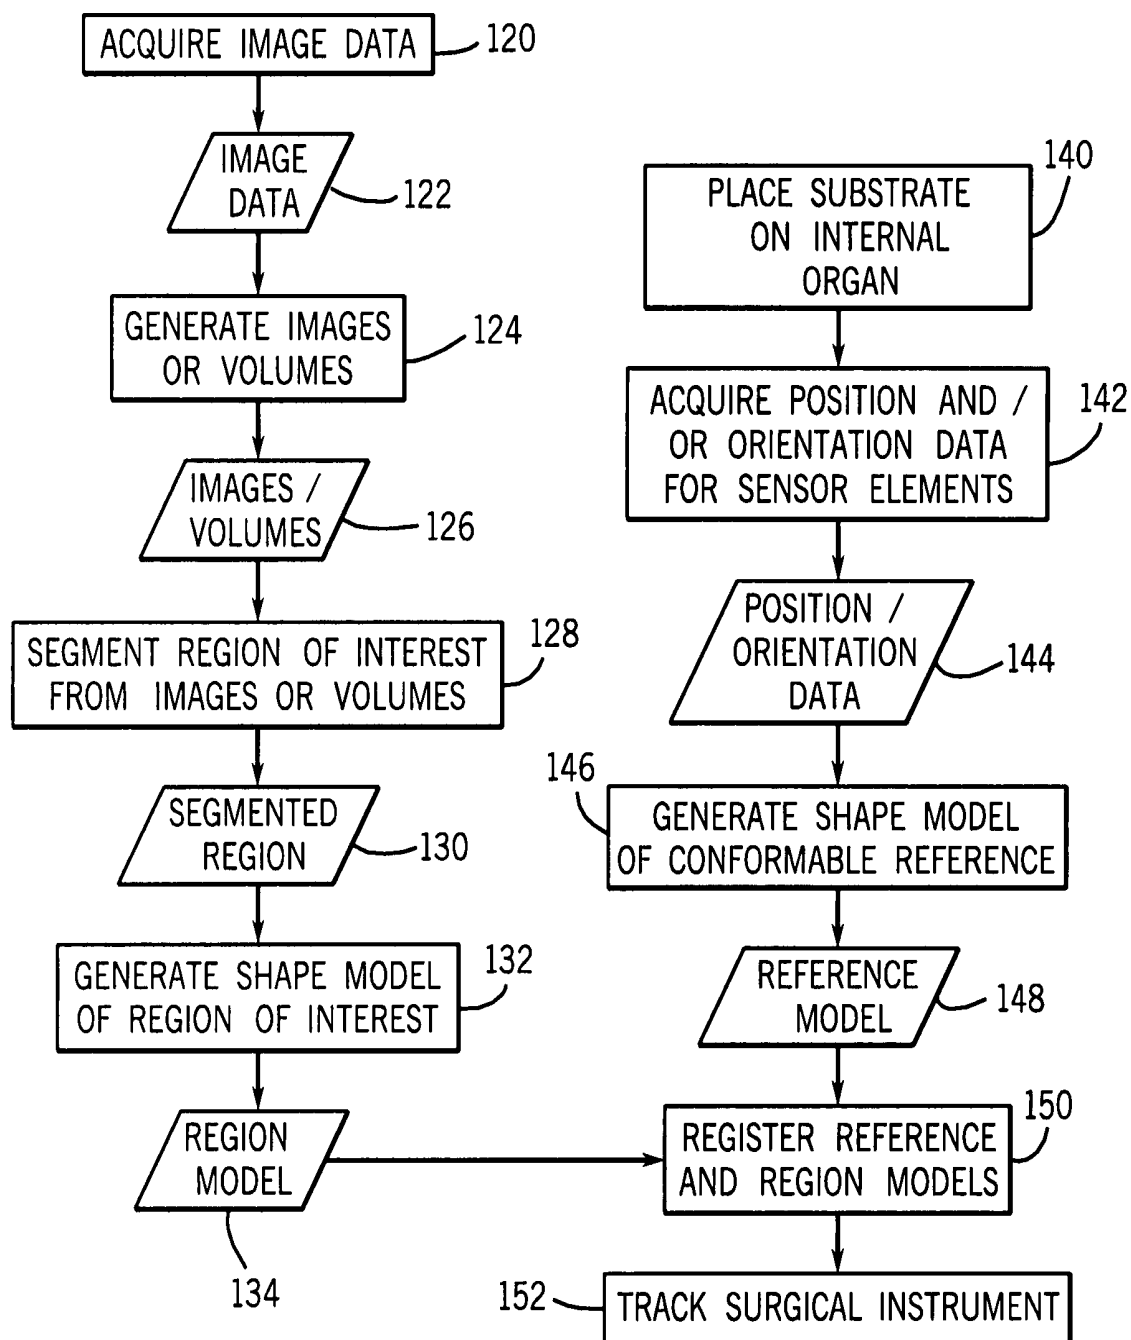 ACQUIRE IMAGE DATA
120
IMAGE
DATA
122
GENERATE IMAGES
OR VOLUMES
124
IMAGES /
VOLUMES
126
SEGMENT REGION OF INTEREST
FROM IMAGES OR VOLUMES
128
SEGMENTED
REGION
130
GENERATE SHAPE MODEL
OF REGION OF INTEREST
132
REGION
MODEL
134
PLACE SUBSTRATE
ON INTERNAL
ORGAN
140
ACQUIRE POSITION AND /
OR ORIENTATION DATA
FOR SENSOR ELEMENTS
142
POSITION /
ORIENTATION
DATA
144
146
GENERATE SHAPE MODEL
OF CONFORMABLE REFERENCE
REFERENCE
MODEL
148
REGISTER REFERENCE
AND REGION MODELS
150
152
TRACK SURGICAL INSTRUMENT